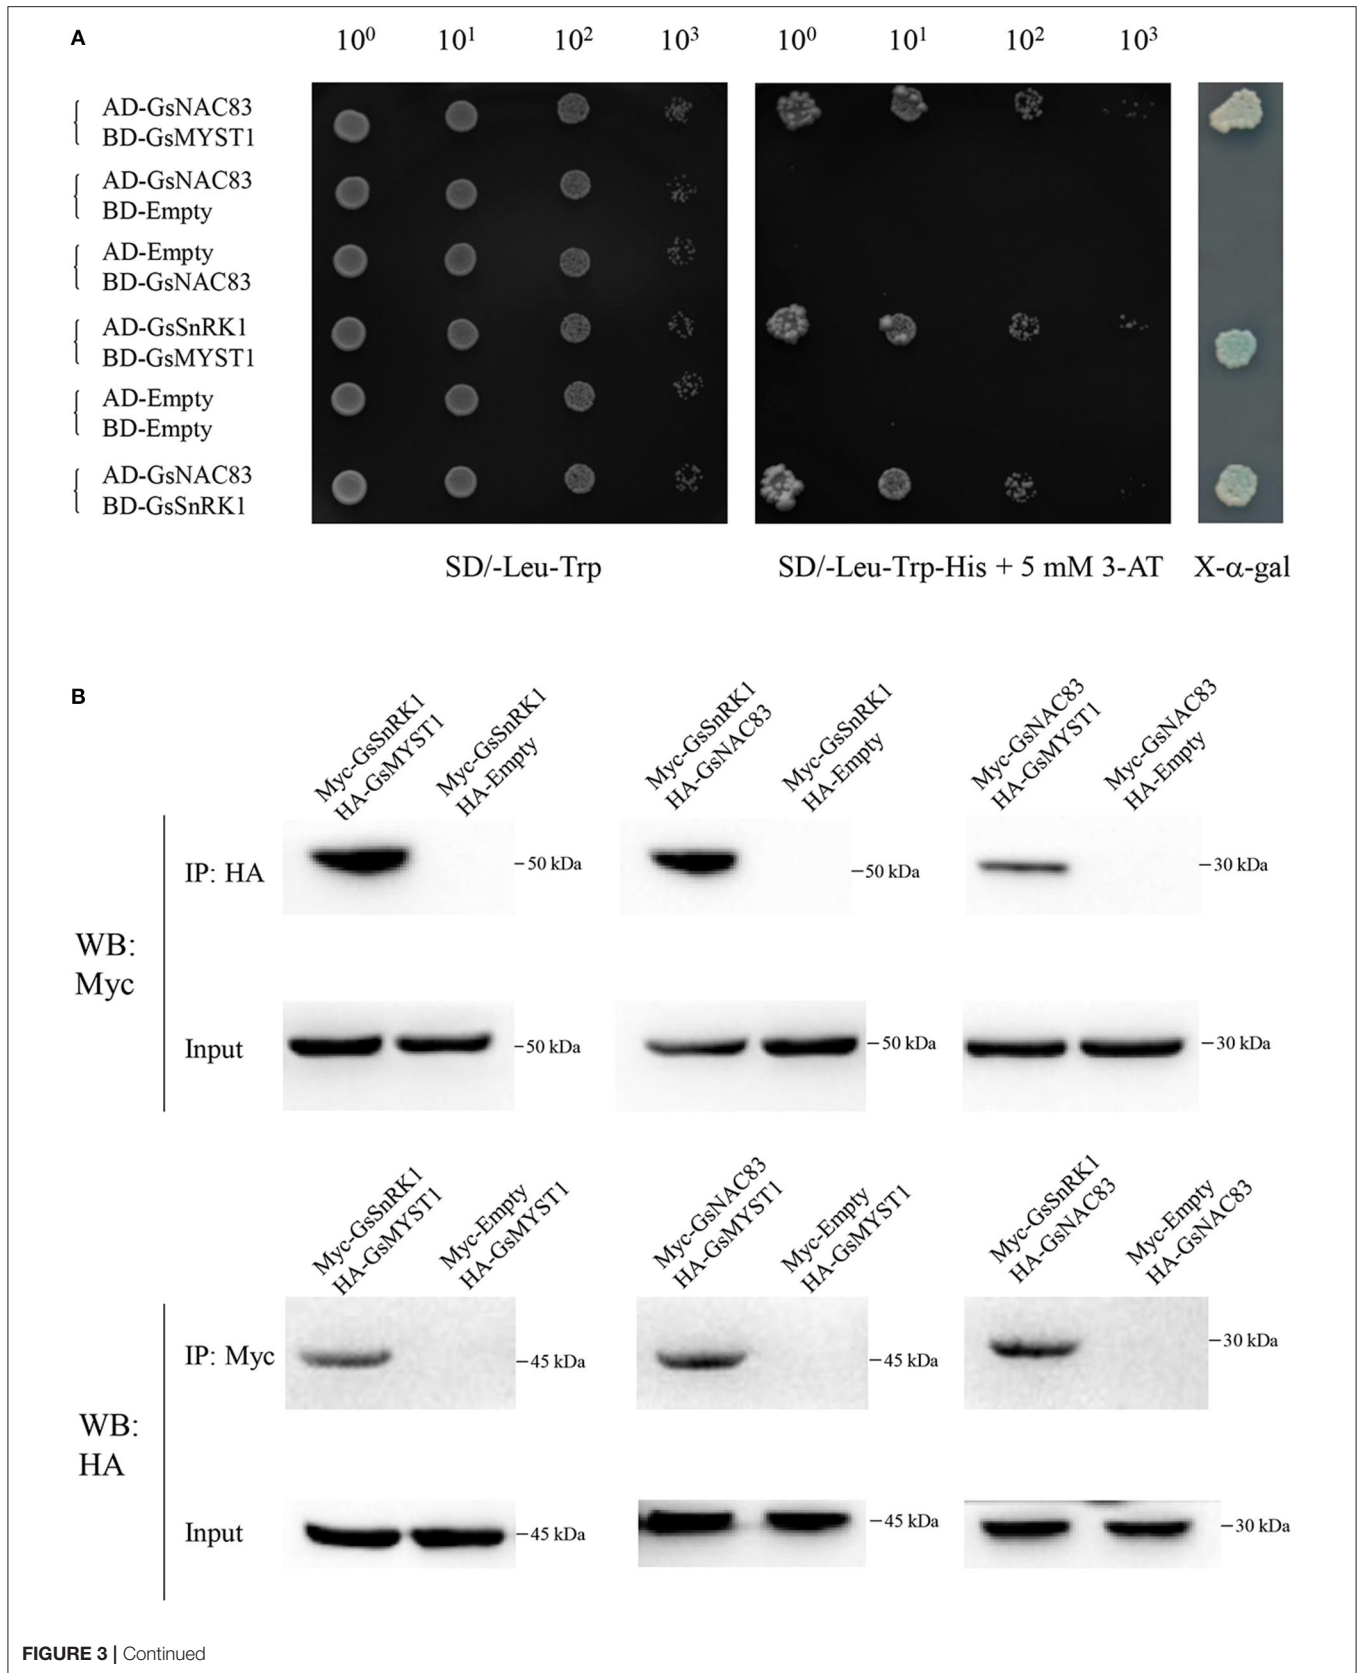 A
10⁰ 10¹ 10² 10³ 10⁰ 10¹ 10² 10³
AD-GsNAC83
BD-GsMYST1
AD-GsNAC83
BD-Empty
AD-Empty
BD-GsNAC83
AD-GsSnRK1
BD-GsMYST1
AD-Empty
BD-Empty
AD-GsNAC83
BD-GsSnRK1
SD/-Leu-Trp SD/-Leu-Trp-His + 5 mM 3-AT X-α-gal
B
Myc-GsSnRK1
HA-GsMYST1
Myc-GsSnRK1
HA-Empty
Myc-GsSnRK1
HA-GsNAC83
Myc-GsSnRK1
HA-Empty
Myc-GsNAC83
HA-GsMYST1
Myc-GsNAC83
HA-Empty
WB:
Myc
IP: HA
50 kDa
50 kDa
30 kDa
Input
50 kDa
50 kDa
30 kDa
Myc-GsSnRK1
HA-GsMYST1
Myc-Empty
HA-GsMYST1
Myc-GsNAC83
HA-GsMYST1
Myc-Empty
HA-GsMYST1
Myc-GsSnRK1
HA-GsNAC83
Myc-Empty
HA-GsNAC83
WB:
HA
IP: Myc
45 kDa
45 kDa
30 kDa
Input
45 kDa
45 kDa
30 kDa
FIGURE 3 | Continued